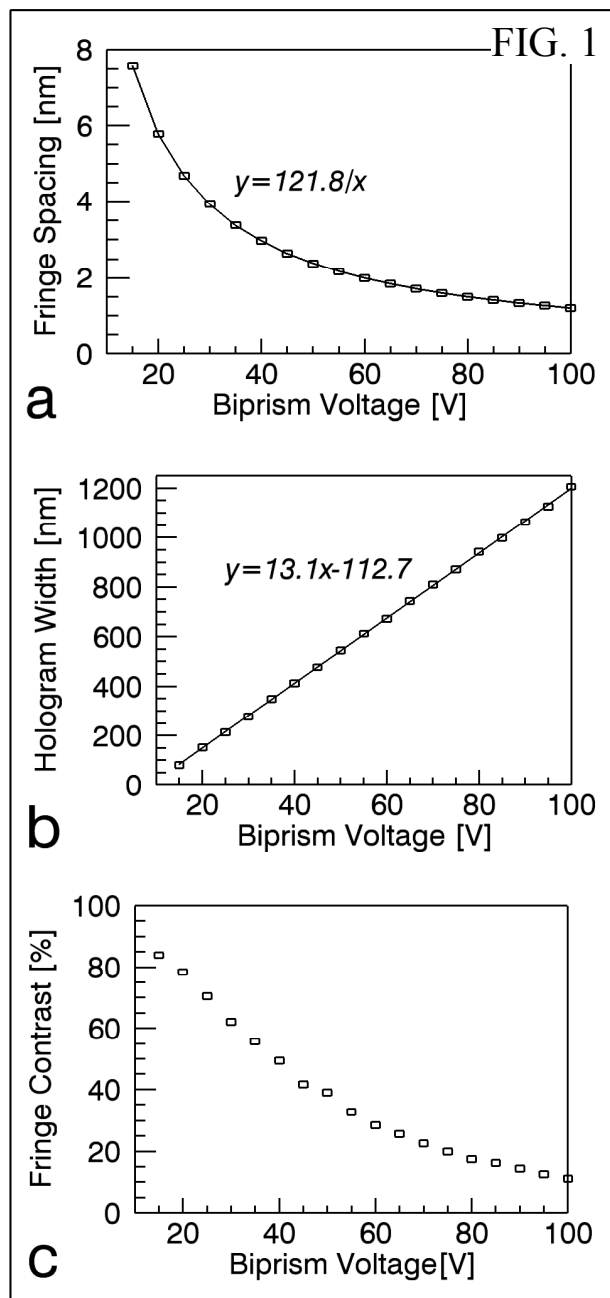 FIG. 1
8
6
4
2
0
Fringe Spacing [nm]
y=121.8/x
20 40 60 80 100
Biprism Voltage [V]
a
1200
1000
800
600
400
200
0
Hologram Width [nm]
y=13.1x-112.7
20 40 60 80 100
Biprism Voltage [V]
b
100
80
60
40
20
0
Fringe Contrast [%]
20 40 60 80 100
Biprism Voltage[V]
c